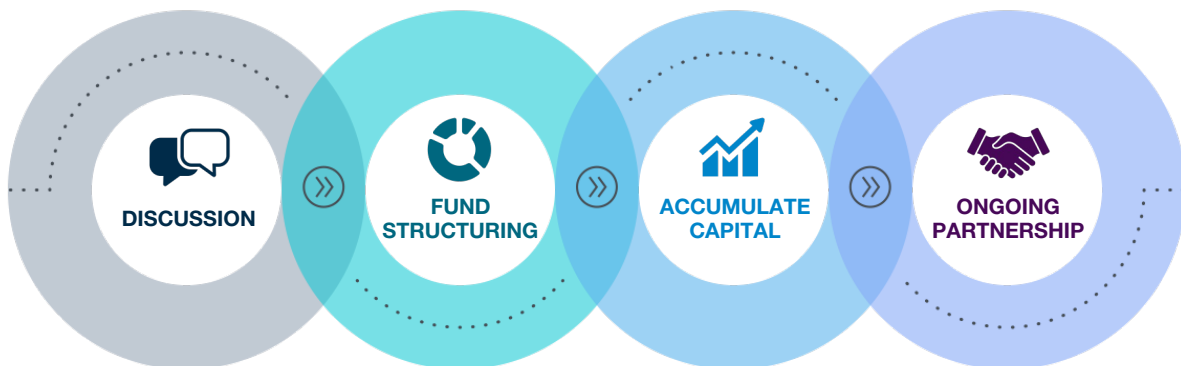 DISCUSSION
FUND
STRUCTURING
ACCUMULATE
CAPITAL
ONGOING
PARTNERSHIP